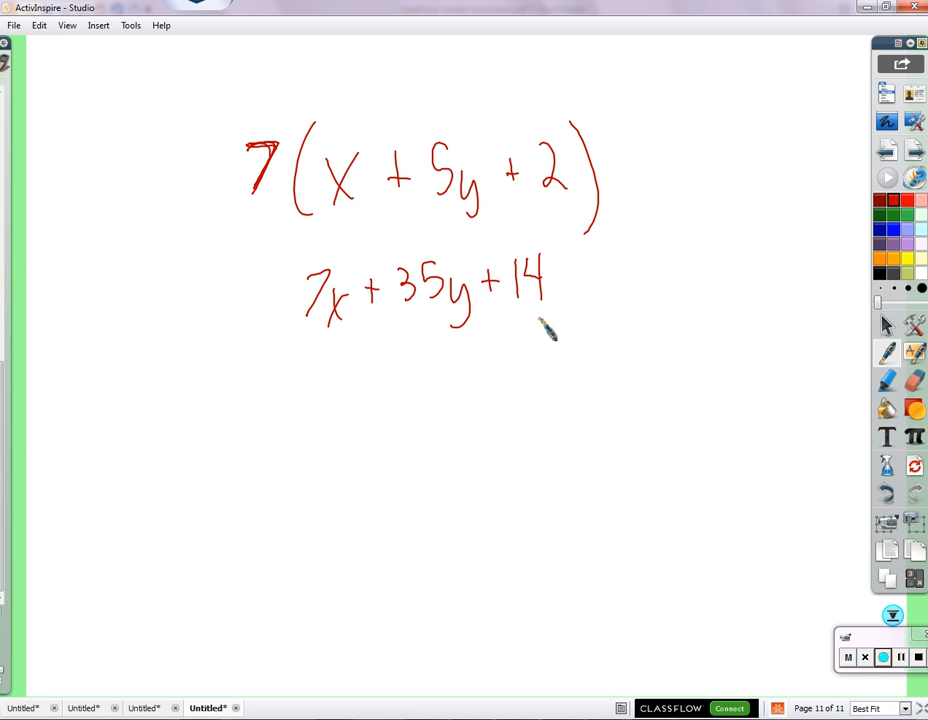 ActivInspire - Studio
File Edit View Insert Tools Help
7(x + 5y + 2)
7x + 35y + 14
M
Untitled* Untitled* Untitled* Untitled* CLASSFLOW Connect Page 11 of 11 Best Fit